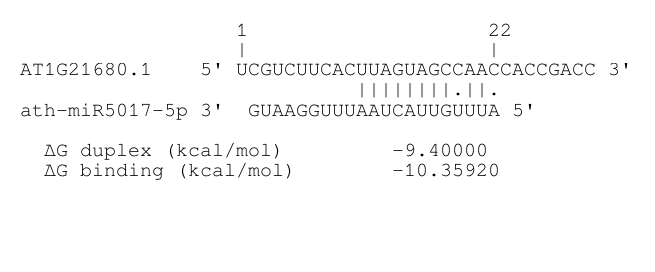 1 22
| |
AT1G21680.1 5' UCGUCUUCACUUAGUAGCCAACCACCGACC 3'
||||||||.||.
ath-miR5017-5p 3' GUAAGGUUUAAUCAUUGUUUA 5'
ΔG duplex (kcal/mol) -9.40000
ΔG binding (kcal/mol) -10.35920